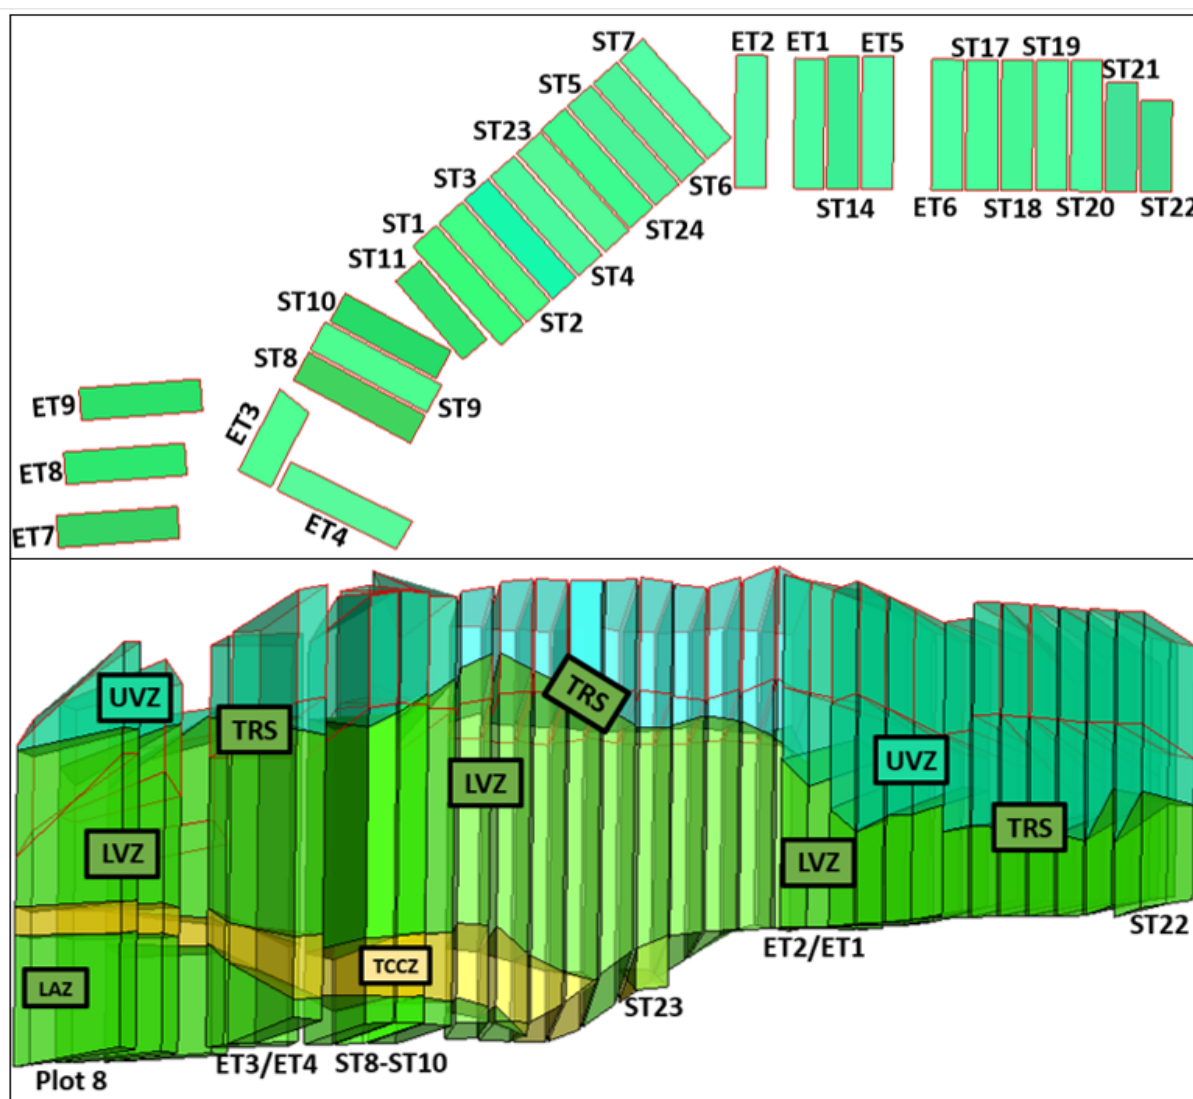 ST7
ET2
ET1
ET5
ST17
ST19
ST21
ST5
ST23
ST3
ST1
ST11
ST10
ST8
ST6
ST24
ST4
ST2
ST9
ST14
ET6
ST18
ST20
ST22
ET9
ET8
ET7
ET3
ET4
UVZ
TRS
TRS
LVZ
UVZ
LVZ
LVZ
TRS
TCCZ
LAZ
ST22
ET2/ET1
ST23
ET3/ET4
ST8-ST10
Plot 8